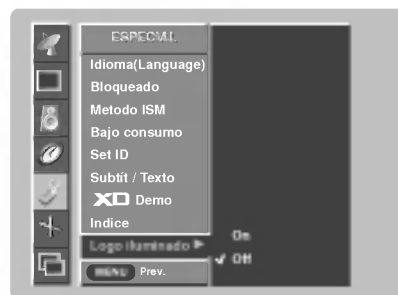 ESPECIAL
Idioma(Language)
Bloqueado
Metodo ISM
Bajo consumo
Set ID
Subtít / Texto
XD Demo
Indice
Logo iluminado
On
Off
MENU Prev.